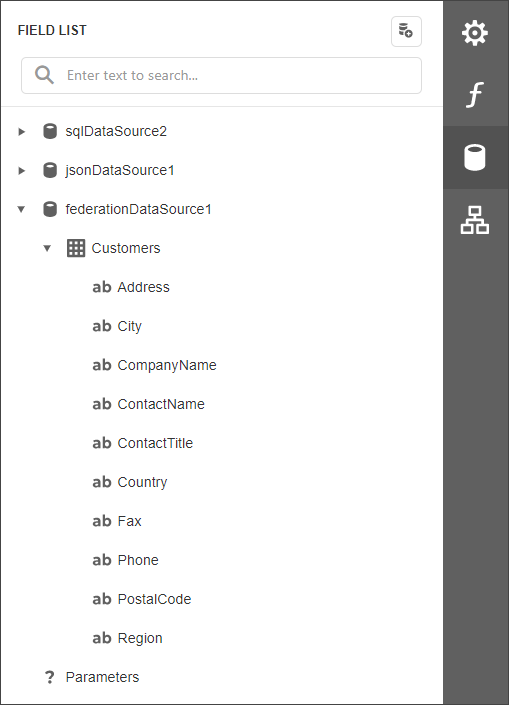 FIELD LIST
Enter text to search...
sqlDataSource2
jsonDataSource1
federationDataSource1
Customers
ab Address
ab City
ab CompanyName
ab ContactName
ab ContactTitle
ab Country
ab Fax
ab Phone
ab PostalCode
ab Region
? Parameters